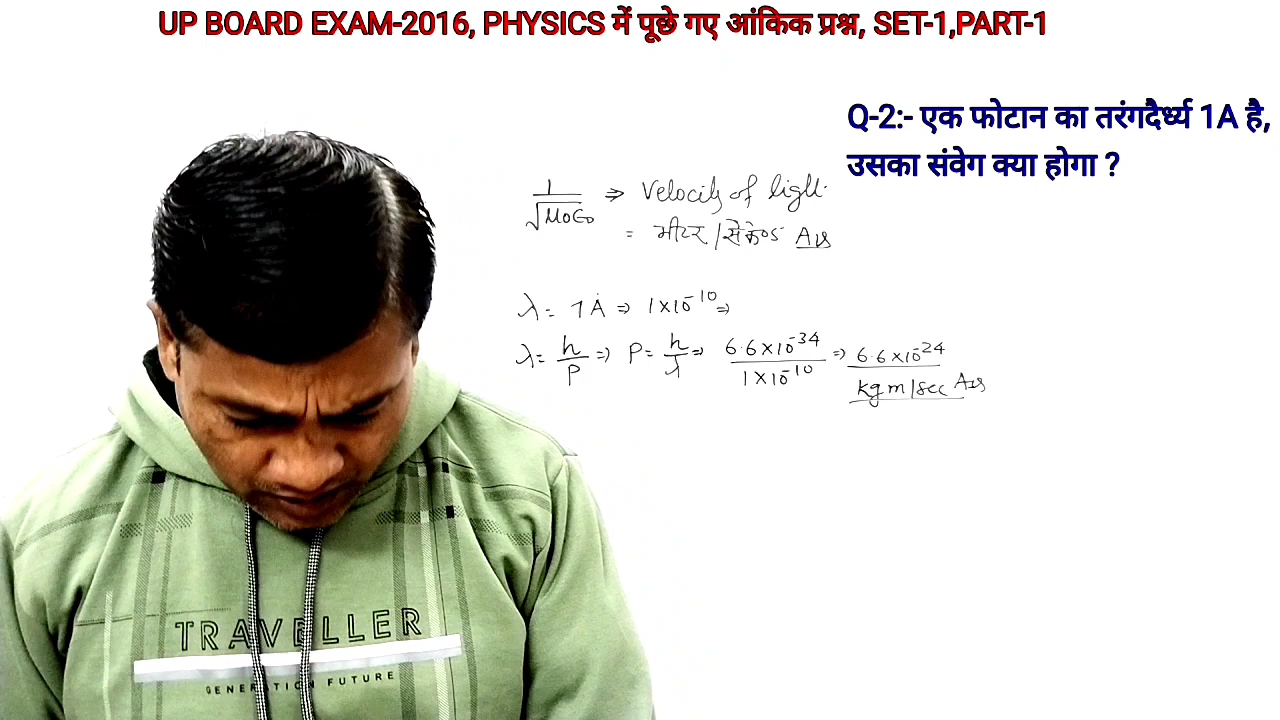 UP BOARD EXAM-2016, PHYSICS में पूछे गए आंकिक प्रश्न, SET-1,PART-1
Q-2:- एक फोटान का तरंगदैर्ध्य 1A है,
उसका संवेग क्या होगा ?
1/√μ0ε0 ⇒ Velocity of light.
= मीटर/सेकेण्ड Ans
λ = 1Å ⇒ 1×10^-10 ⇒
λ = h/P ⇒ P = h/λ ⇒ 6.6×10^-34/1×10^-10 ⇒ 6.6×10^-24
kg m/sec Ans
TRAVELLER
GENERATION FUTURE